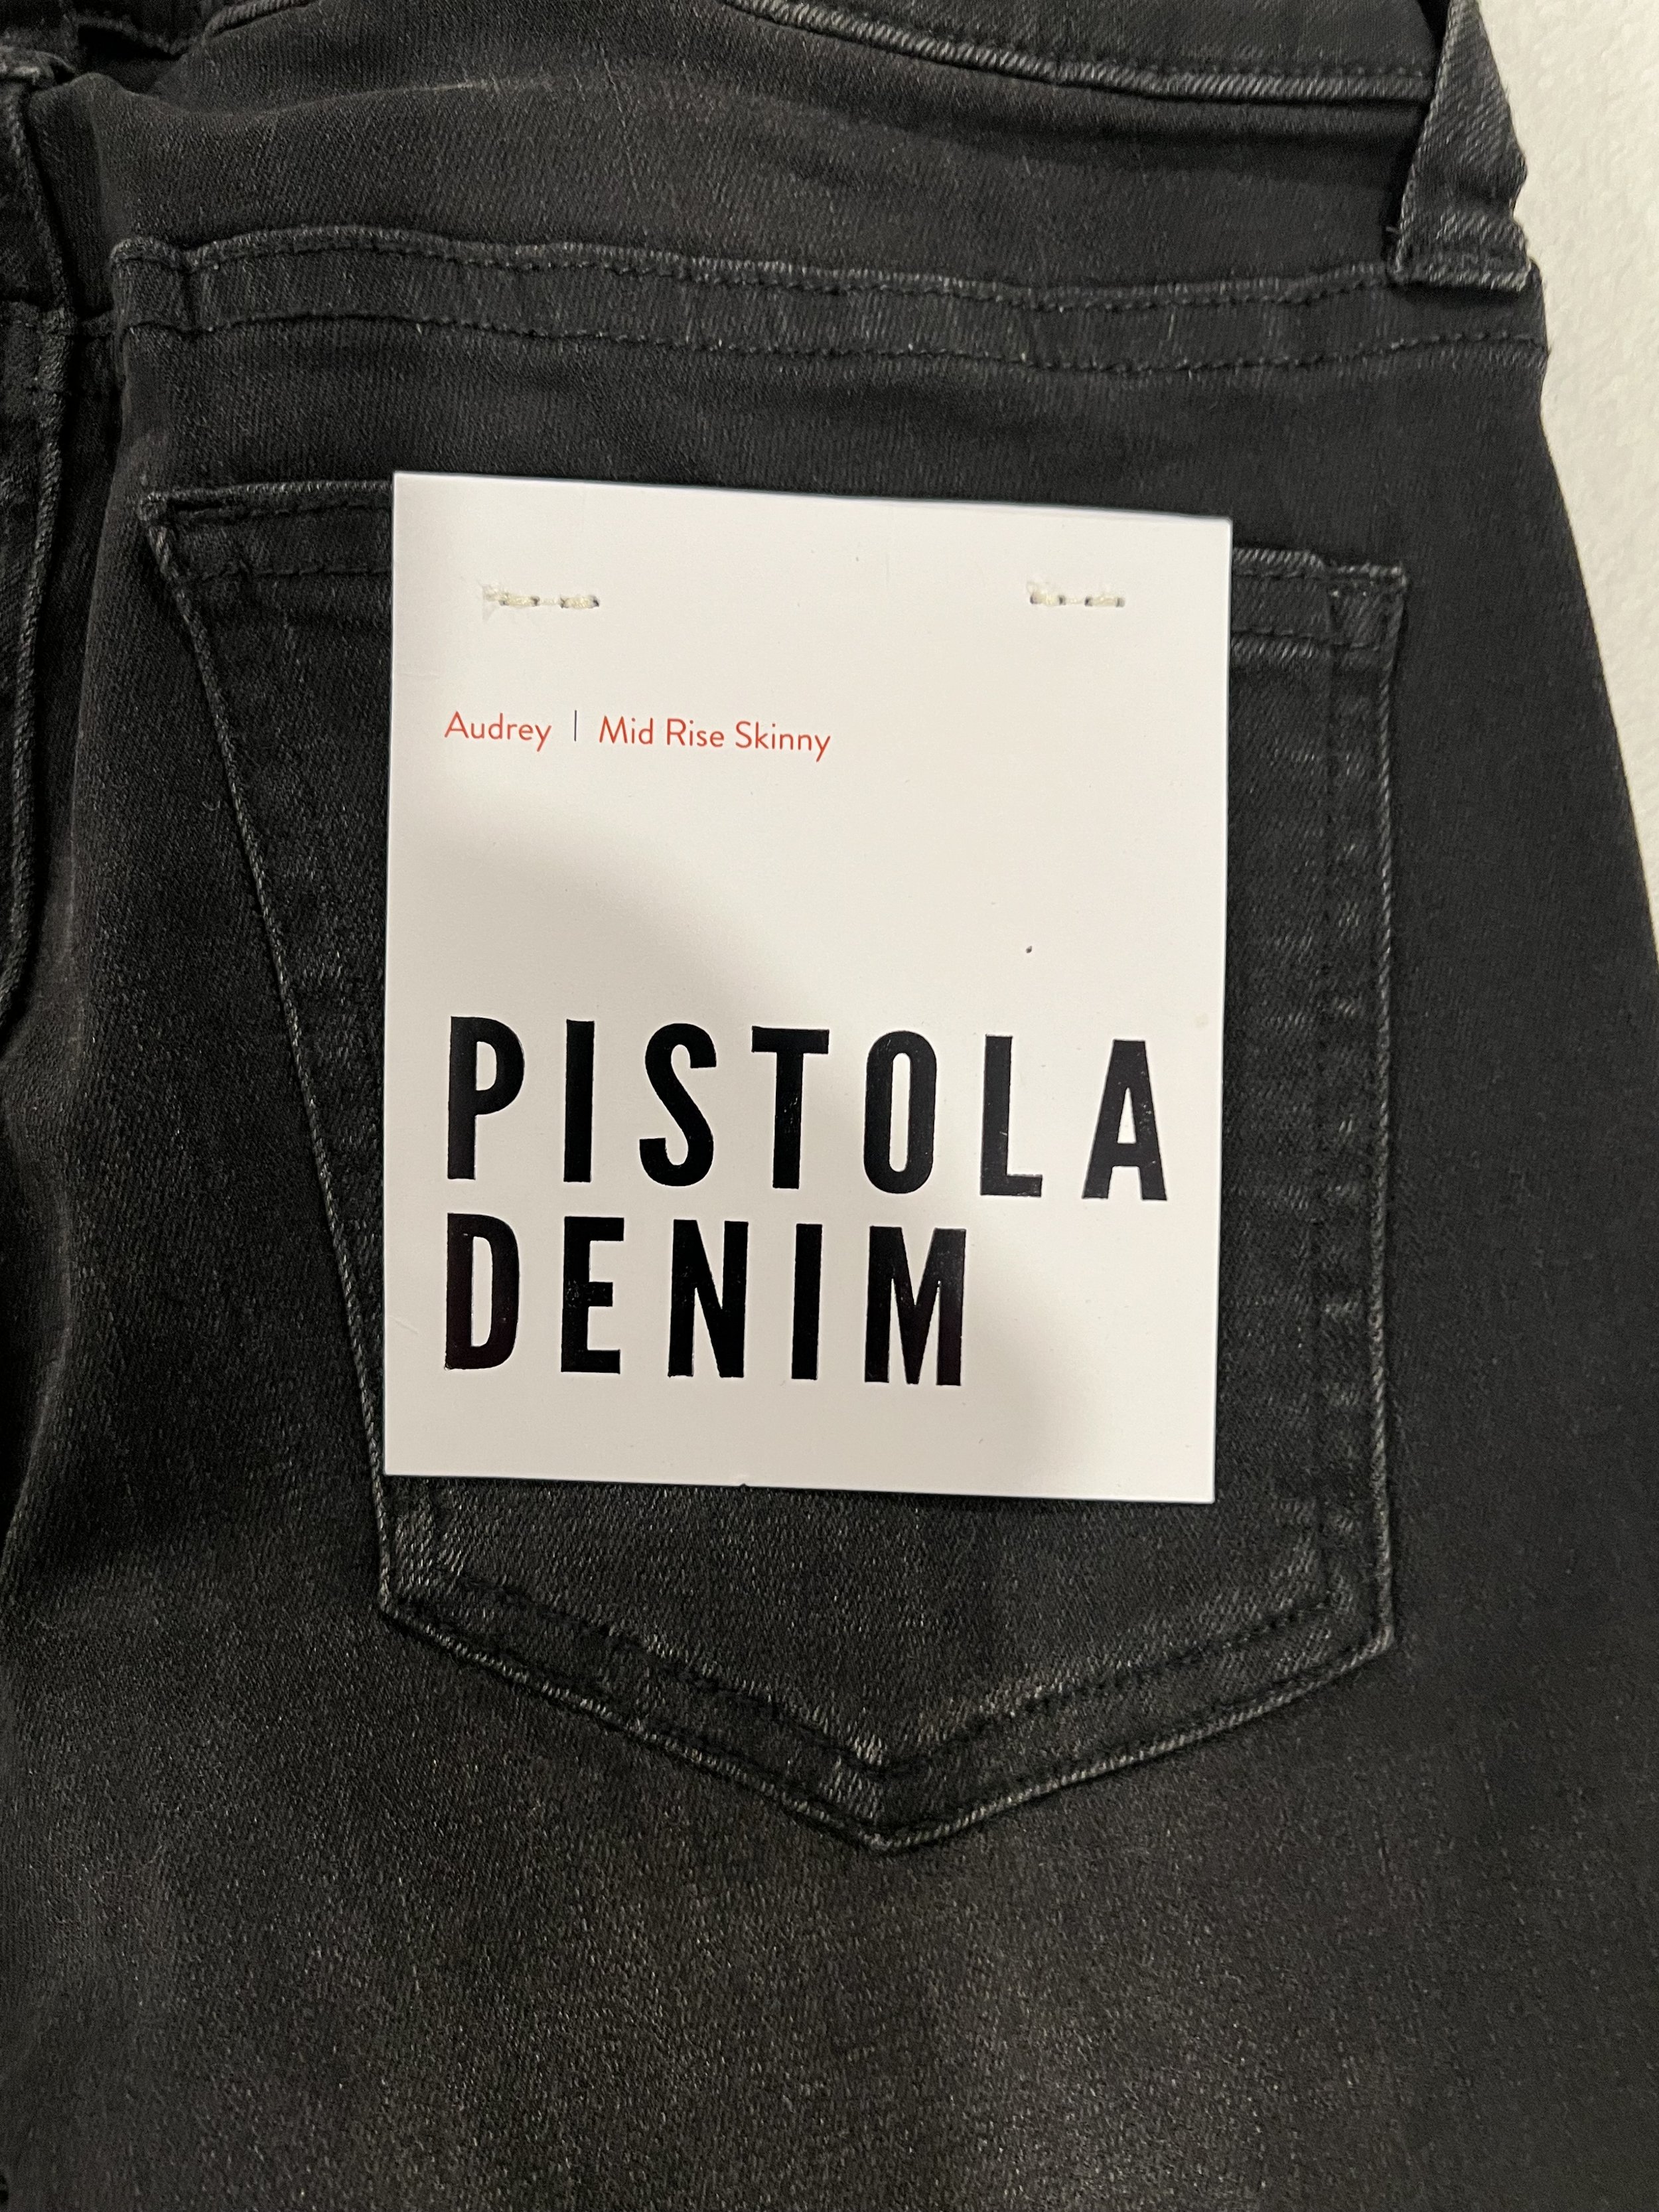 Audrey | Mid Rise Skinny
PISTOLA
DENIM